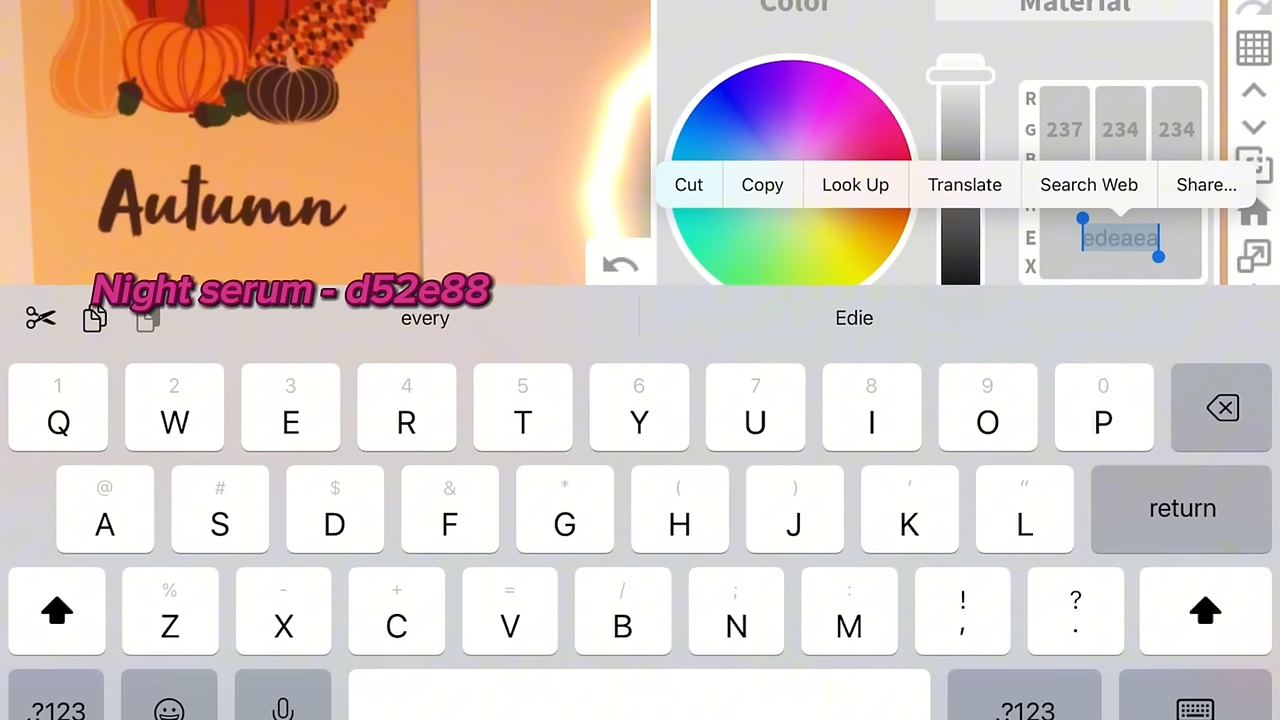 Color
Material
R
G
B
237
234
234
Cut
Copy
Look Up
Translate
Search Web
Share...
E
X
edeaea
Autumn
Night serum - d52e88
every
Edie
1 2 3 4 5 6 7 8 9 0
Q W E R T Y U I O P
@ # $ & * ( ) ' "
A S D F G H J K L
return
% - + = / ; : ! ?
Z X C V B N M , .
.?123
.?123